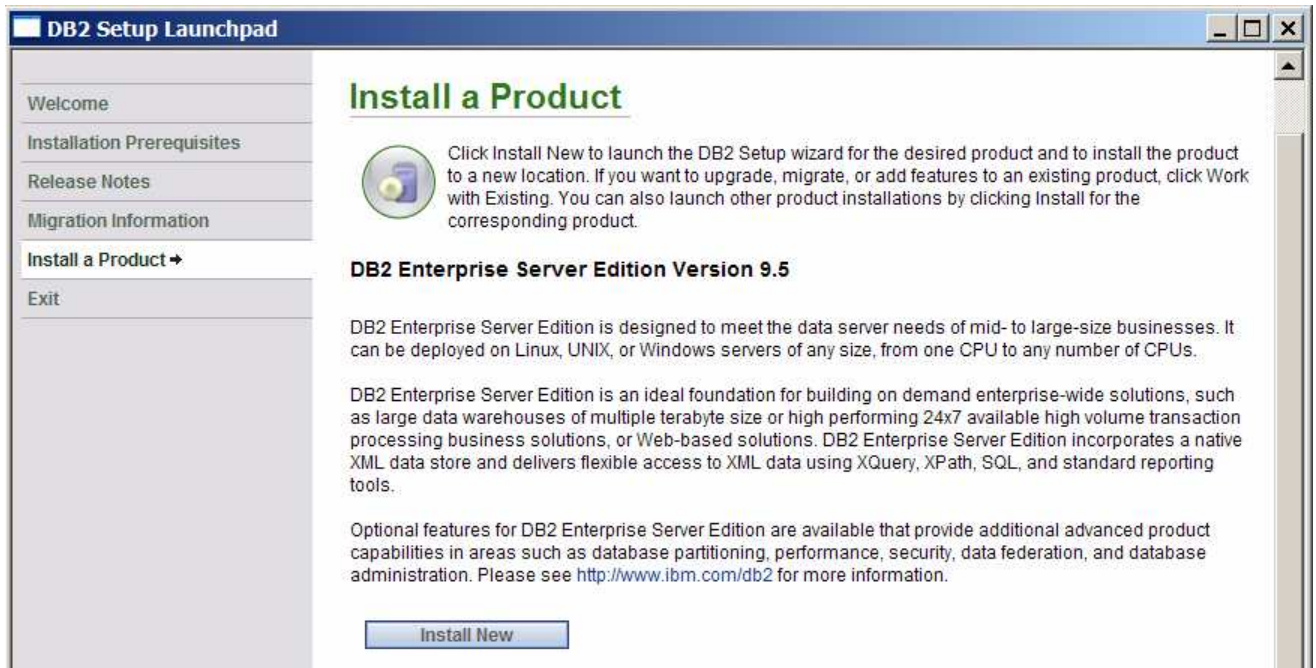 DB2 Setup Launchpad
Welcome
Installation Prerequisites
Release Notes
Migration Information
Install a Product
Exit
Install a Product
Click Install New to launch the DB2 Setup wizard for the desired product and to install the product
to a new location. If you want to upgrade, migrate, or add features to an existing product, click Work
with Existing. You can also launch other product installations by clicking Install for the
corresponding product.
DB2 Enterprise Server Edition Version 9.5
DB2 Enterprise Server Edition is designed to meet the data server needs of mid- to large-size businesses. It
can be deployed on Linux, UNIX, or Windows servers of any size, from one CPU to any number of CPUs.
DB2 Enterprise Server Edition is an ideal foundation for building on demand enterprise-wide solutions, such
as large data warehouses of multiple terabyte size or high performing 24x7 available high volume transaction
processing business solutions, or Web-based solutions. DB2 Enterprise Server Edition incorporates a native
XML data store and delivers flexible access to XML data using XQuery, XPath, SQL, and standard reporting
tools.
Optional features for DB2 Enterprise Server Edition are available that provide additional advanced product
capabilities in areas such as database partitioning, performance, security, data federation, and database
administration. Please see http://www.ibm.com/db2 for more information.
Install New